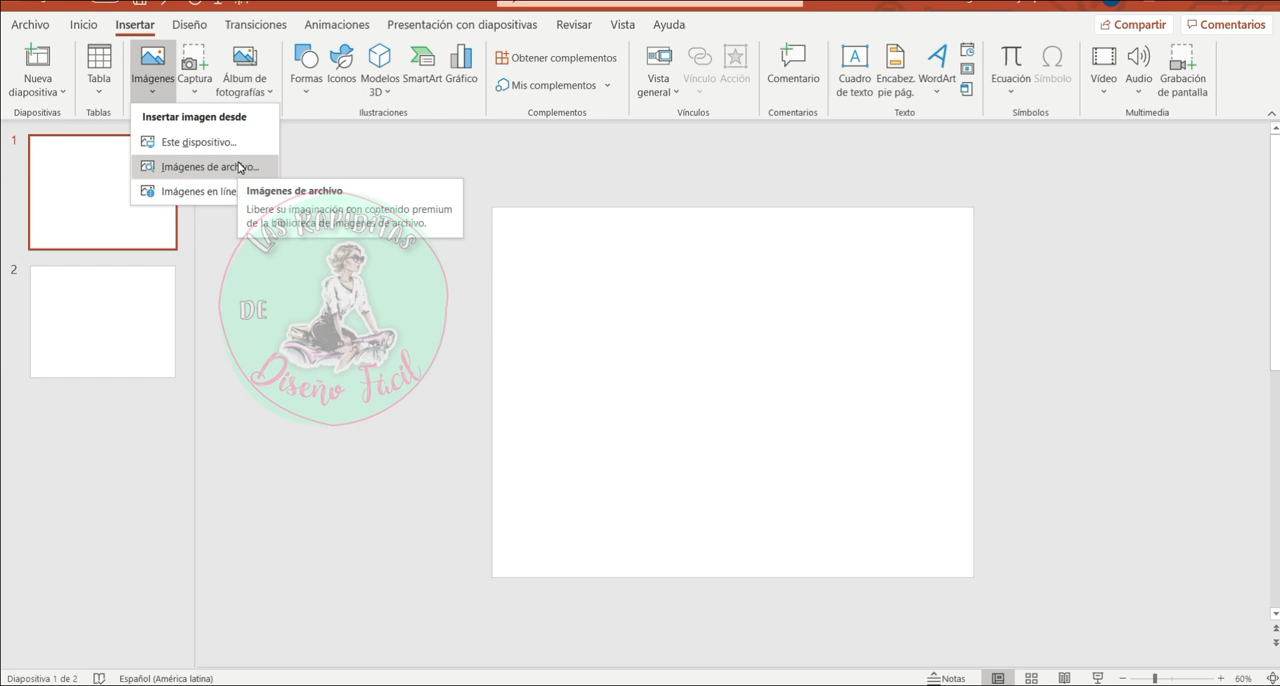 Archivo Inicio Insertar Diseño Transiciones Animaciones Presentación con diapositivas Revisar Vista Ayuda Compartir Comentarios
Nueva diapositiva
Tabla
Imágenes
Captura
Álbum de fotografías
Formas
Iconos
Modelos 3D
SmartArt
Gráfico
Obtener complementos
Mis complementos
Vista general
Vínculo
Acción
Comentario
Cuadro de texto
Encabez. pie pág.
WordArt
Ecuación
Símbolo
Vídeo
Audio
Grabación de pantalla
Diapositivas Tablas Ilustraciones Complementos Vínculos Comentarios Texto Símbolos Multimedia
Insertar imagen desde
Este dispositivo...
Imágenes de archivo...
Imágenes en líne
Imágenes de archivo
Libere su imaginación con contenido premium
de la biblioteca de imágenes de archivo.
1
2
LAS RAPIDITAS
DE
Diseño Fácil
Diapositiva 1 de 2 Español (América latina) Notas 60%